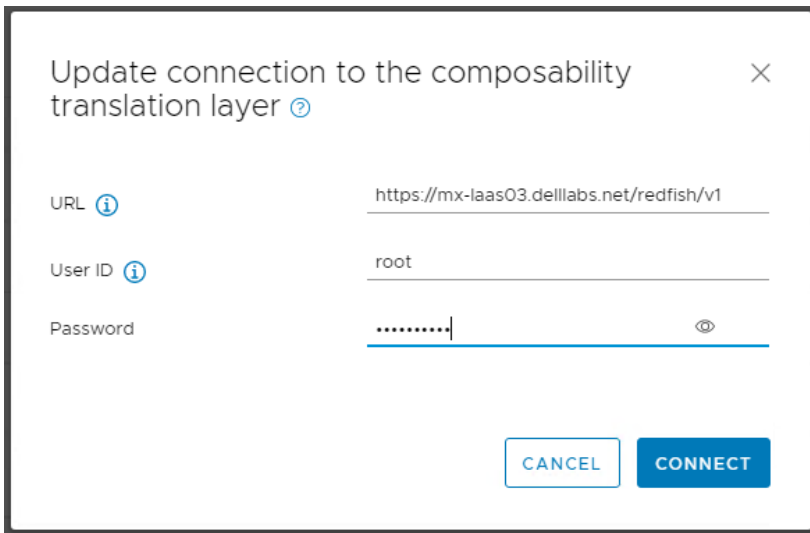 Update connection to the composability
translation layer
URL
https://mx-laas03.delllabs.net/redfish/v1
User ID
root
Password
••••••••••
CANCEL
CONNECT